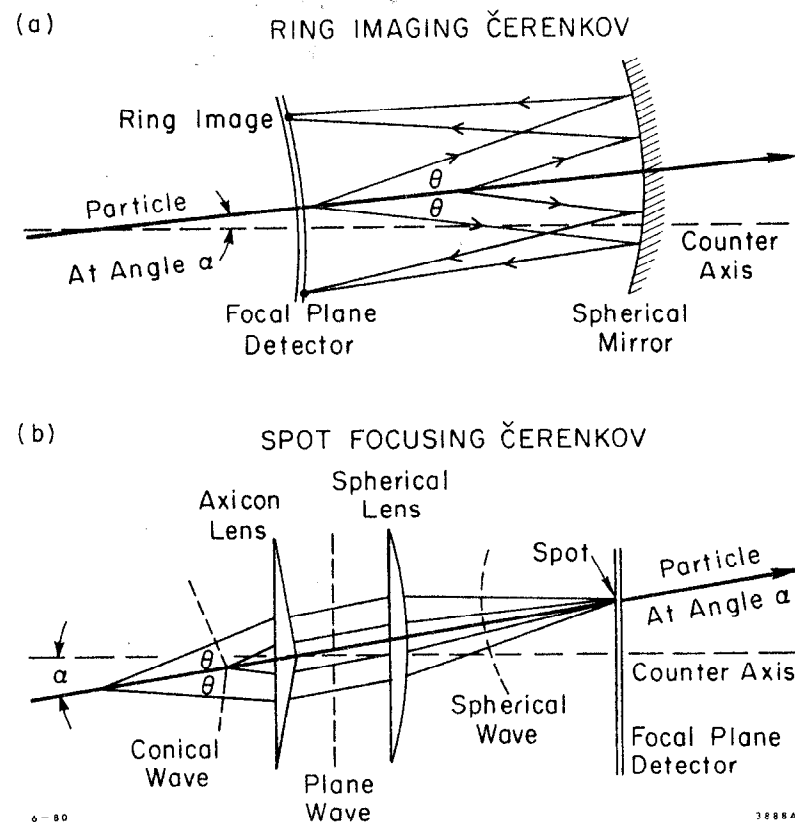 (a)
RING IMAGING ČERENKOV
Ring Image
θ
θ
Particle
At Angle α
Counter
Axis
Focal Plane
Detector
Spherical
Mirror
(b)
SPOT FOCUSING ČERENKOV
Axicon
Lens
Spherical
Lens
Spot
Particle
At Angle α
α
θ
θ
Counter Axis
Conical
Wave
Plane
Wave
Spherical
Wave
Focal Plane
Detector
6-80
3888A